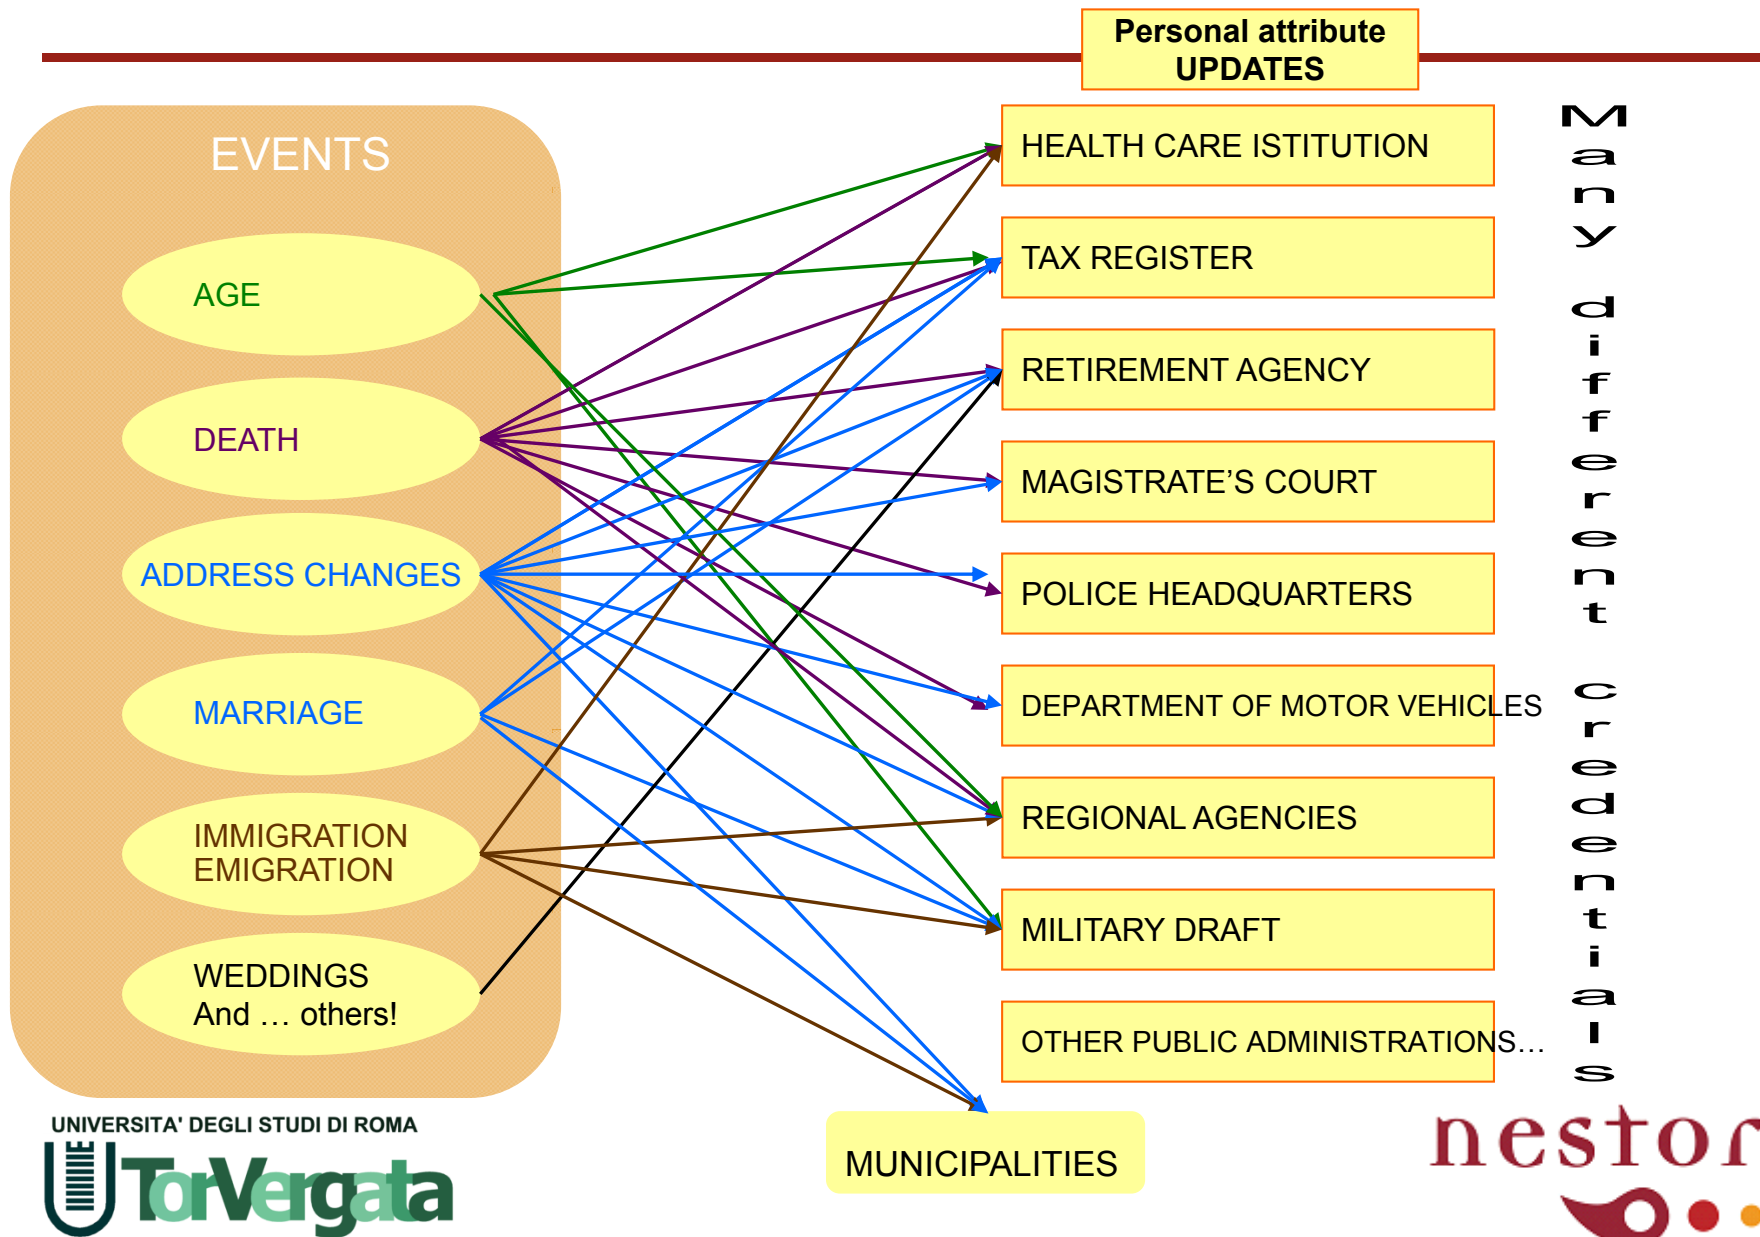 Personal attribute
UPDATES
EVENTS
AGE
DEATH
ADDRESS CHANGES
MARRIAGE
IMMIGRATION
EMIGRATION
WEDDINGS
And … others!
HEALTH CARE ISTITUTION
TAX REGISTER
RETIREMENT AGENCY
MAGISTRATE’S COURT
POLICE HEADQUARTERS
DEPARTMENT OF MOTOR VEHICLES
REGIONAL AGENCIES
MILITARY DRAFT
OTHER PUBLIC ADMINISTRATIONS…
MUNICIPALITIES
Many different credentials
UNIVERSITA' DEGLI STUDI DI ROMA
TorVergata
nestor